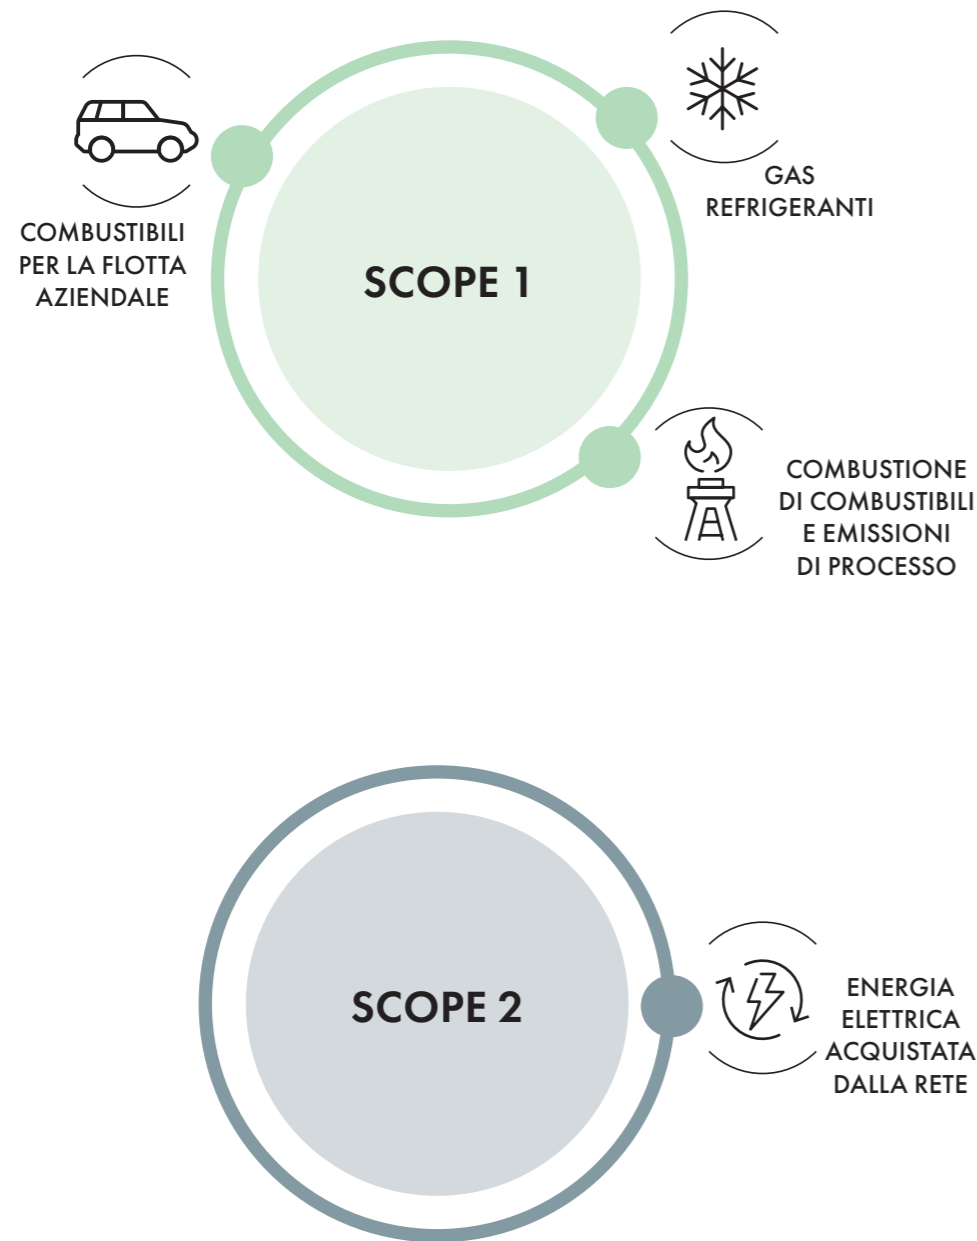 COMBUSTIBILI
PER LA FLOTTA
AZIENDALE
GAS
REFRIGERANTI
SCOPE 1
COMBUSTIONE
DI COMBUSTIBILI
E EMISSIONI
DI PROCESSO
SCOPE 2
ENERGIA
ELETTRICA
ACQUISTATA
DALLA RETE